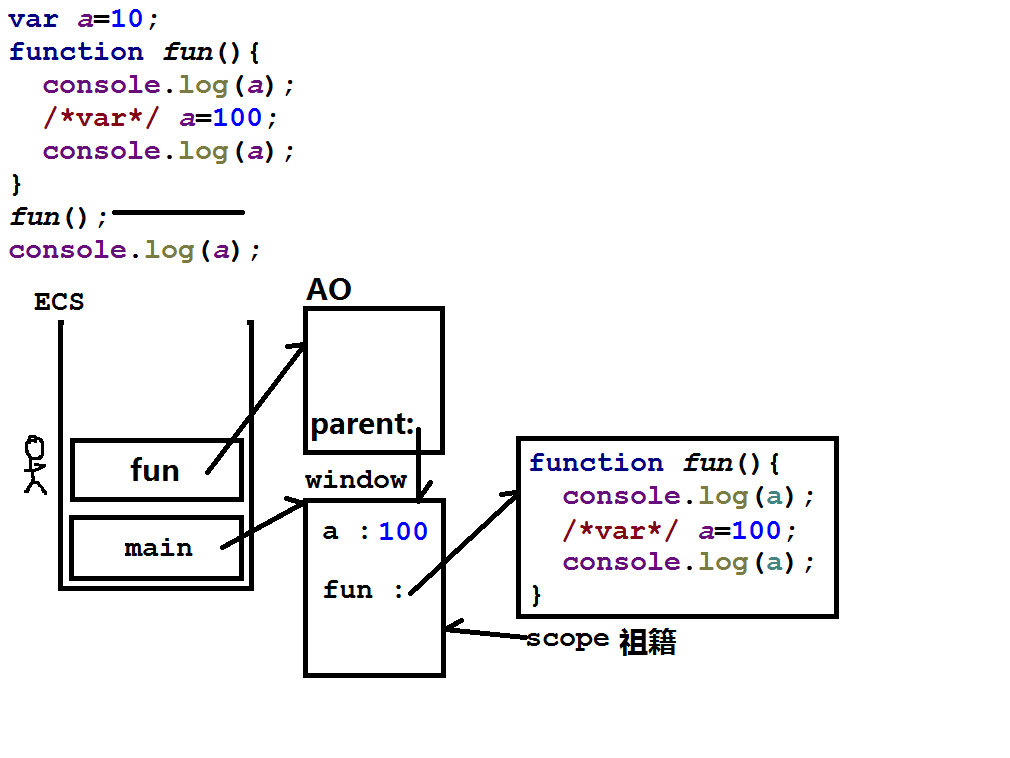 var a=10;
function fun(){
  console.log(a);
  /*var*/ a=100;
  console.log(a);
}
fun();
console.log(a);
ECS
AO
parent:
fun
main
window
a :100
fun :
function fun(){
  console.log(a);
  /*var*/ a=100;
  console.log(a);
}
scope 祖籍